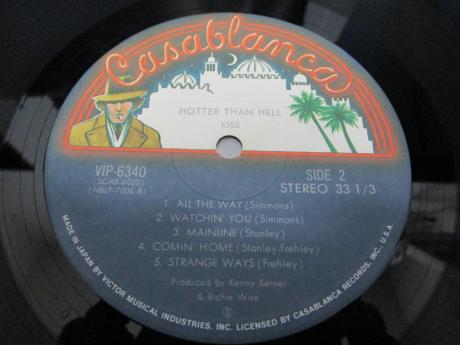 Casablanca
HOTTER THAN HELL
KISS
VIP-6340
(SCAB-6020)
(NBLP-7006-B)
SIDE 2
STEREO 33 1/3
1. ALL THE WAY (Simmons)
2. WATCHIN' YOU (Simmons)
3. MAINLINE (Stanley)
4. COMIN' HOME (Stanley-Frehley)
5. STRANGE WAYS (Frehley)
Produced by Kenny Kerner
& Richie Wise
MADE IN JAPAN BY VICTOR MUSICAL INDUSTRIES, INC. LICENSED BY CASABLANCA RECORDS, INC. U.S.A.